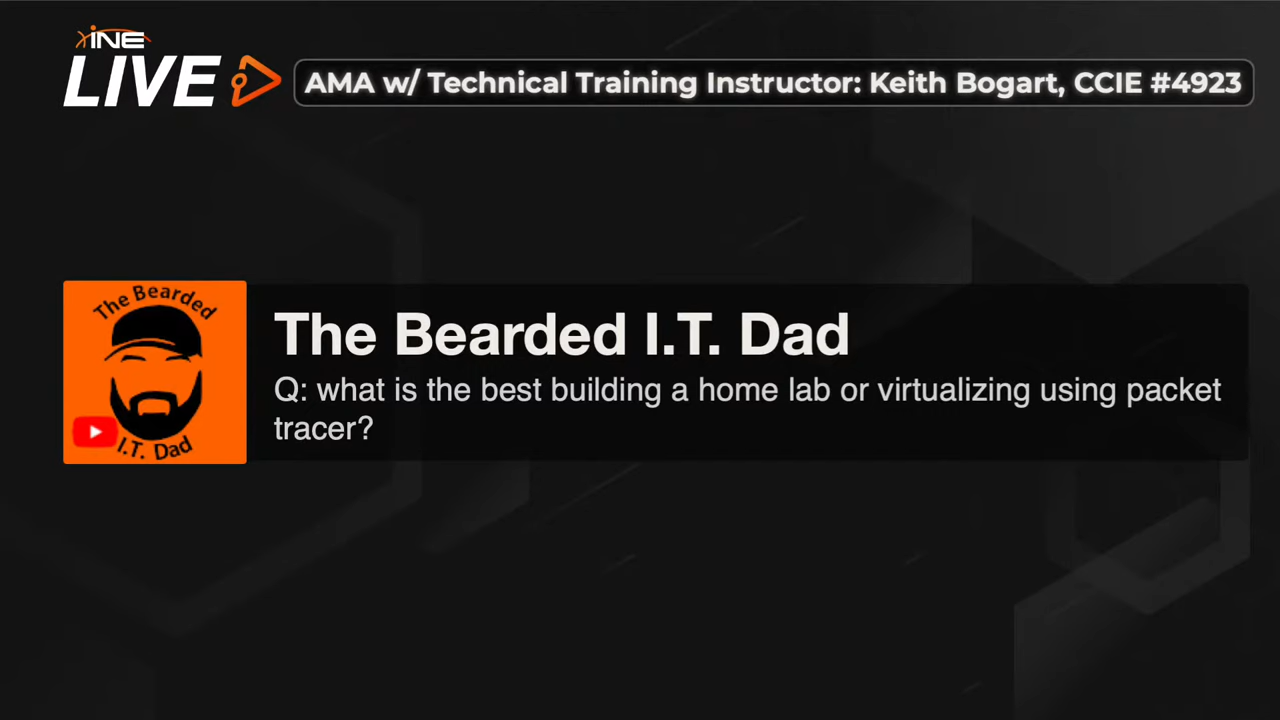 INE
LIVE
AMA w/ Technical Training Instructor: Keith Bogart, CCIE #4923
The Bearded
I.T. Dad
The Bearded I.T. Dad
Q: what is the best building a home lab or virtualizing using packet
tracer?